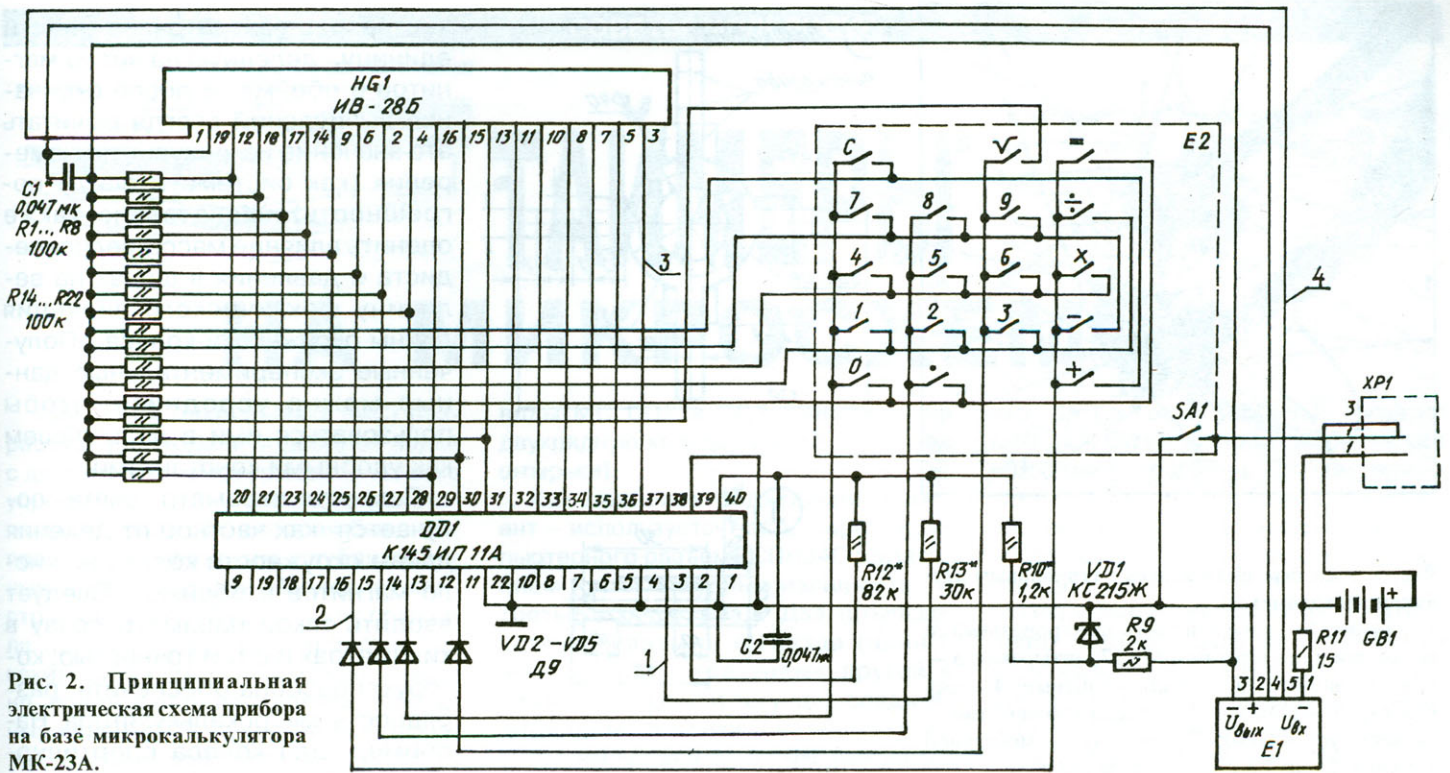 HG1
ИВ-28Б
1 19 12 18 17 14 9 6 2 4 16 15 13 11 10 8 7 5 3
C1*
0,047 мк
R1... R8
100к
R14...R22
100к
3
E2
C √ =
7 8 9 ÷
4 5 6 X
1 2 3 −
0 · +
SA1
4
XP1
3
1
1
20 21 23 24 25 26 27 28 29 30 31 32 33 34 35 36 37 38 39 40
DD1
К145ИП11А
9 19 18 17 16 15 14 13 12 11 22 10 8 7 6 5 4 3 2 1
2
VD2-VD5
Д9
1
C2
0,047мк
R12*
82к
R13*
30к
R10*
1,2к
VD1
КС215Ж
R9
2к
R11
15
+
GB1
3 2 4 5 1
− + −
Uвых Uвх
E1
Рис. 2. Принципиальная
электрическая схема прибора
на базе микрокалькулятора
МК-23А.